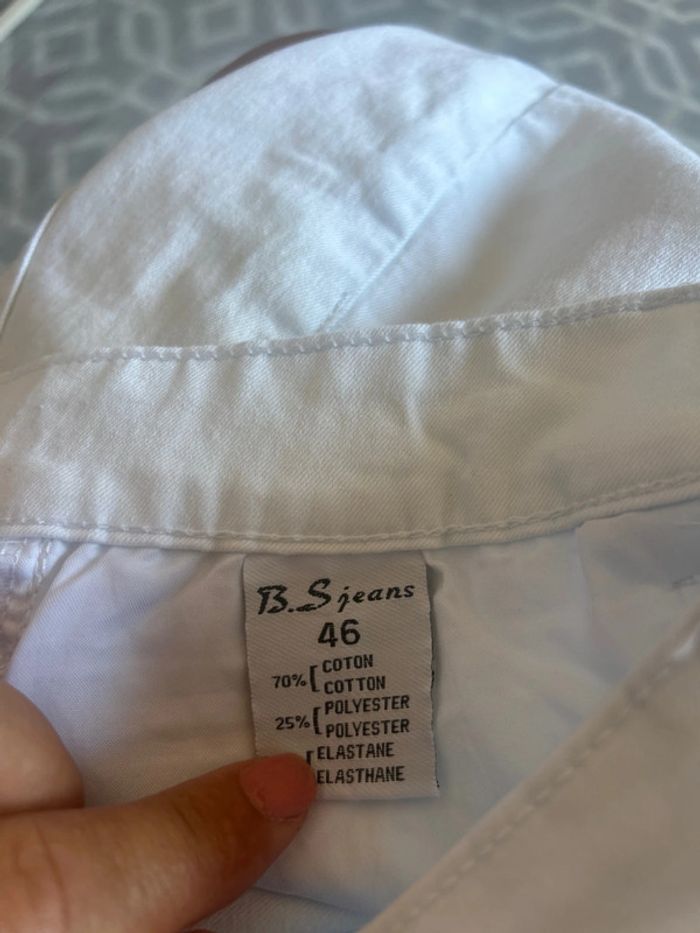 B.S jeans
46
70% [ COTON
COTTON
25% [ POLYESTER
POLYESTER
[ ELASTANE
ELASTHANE